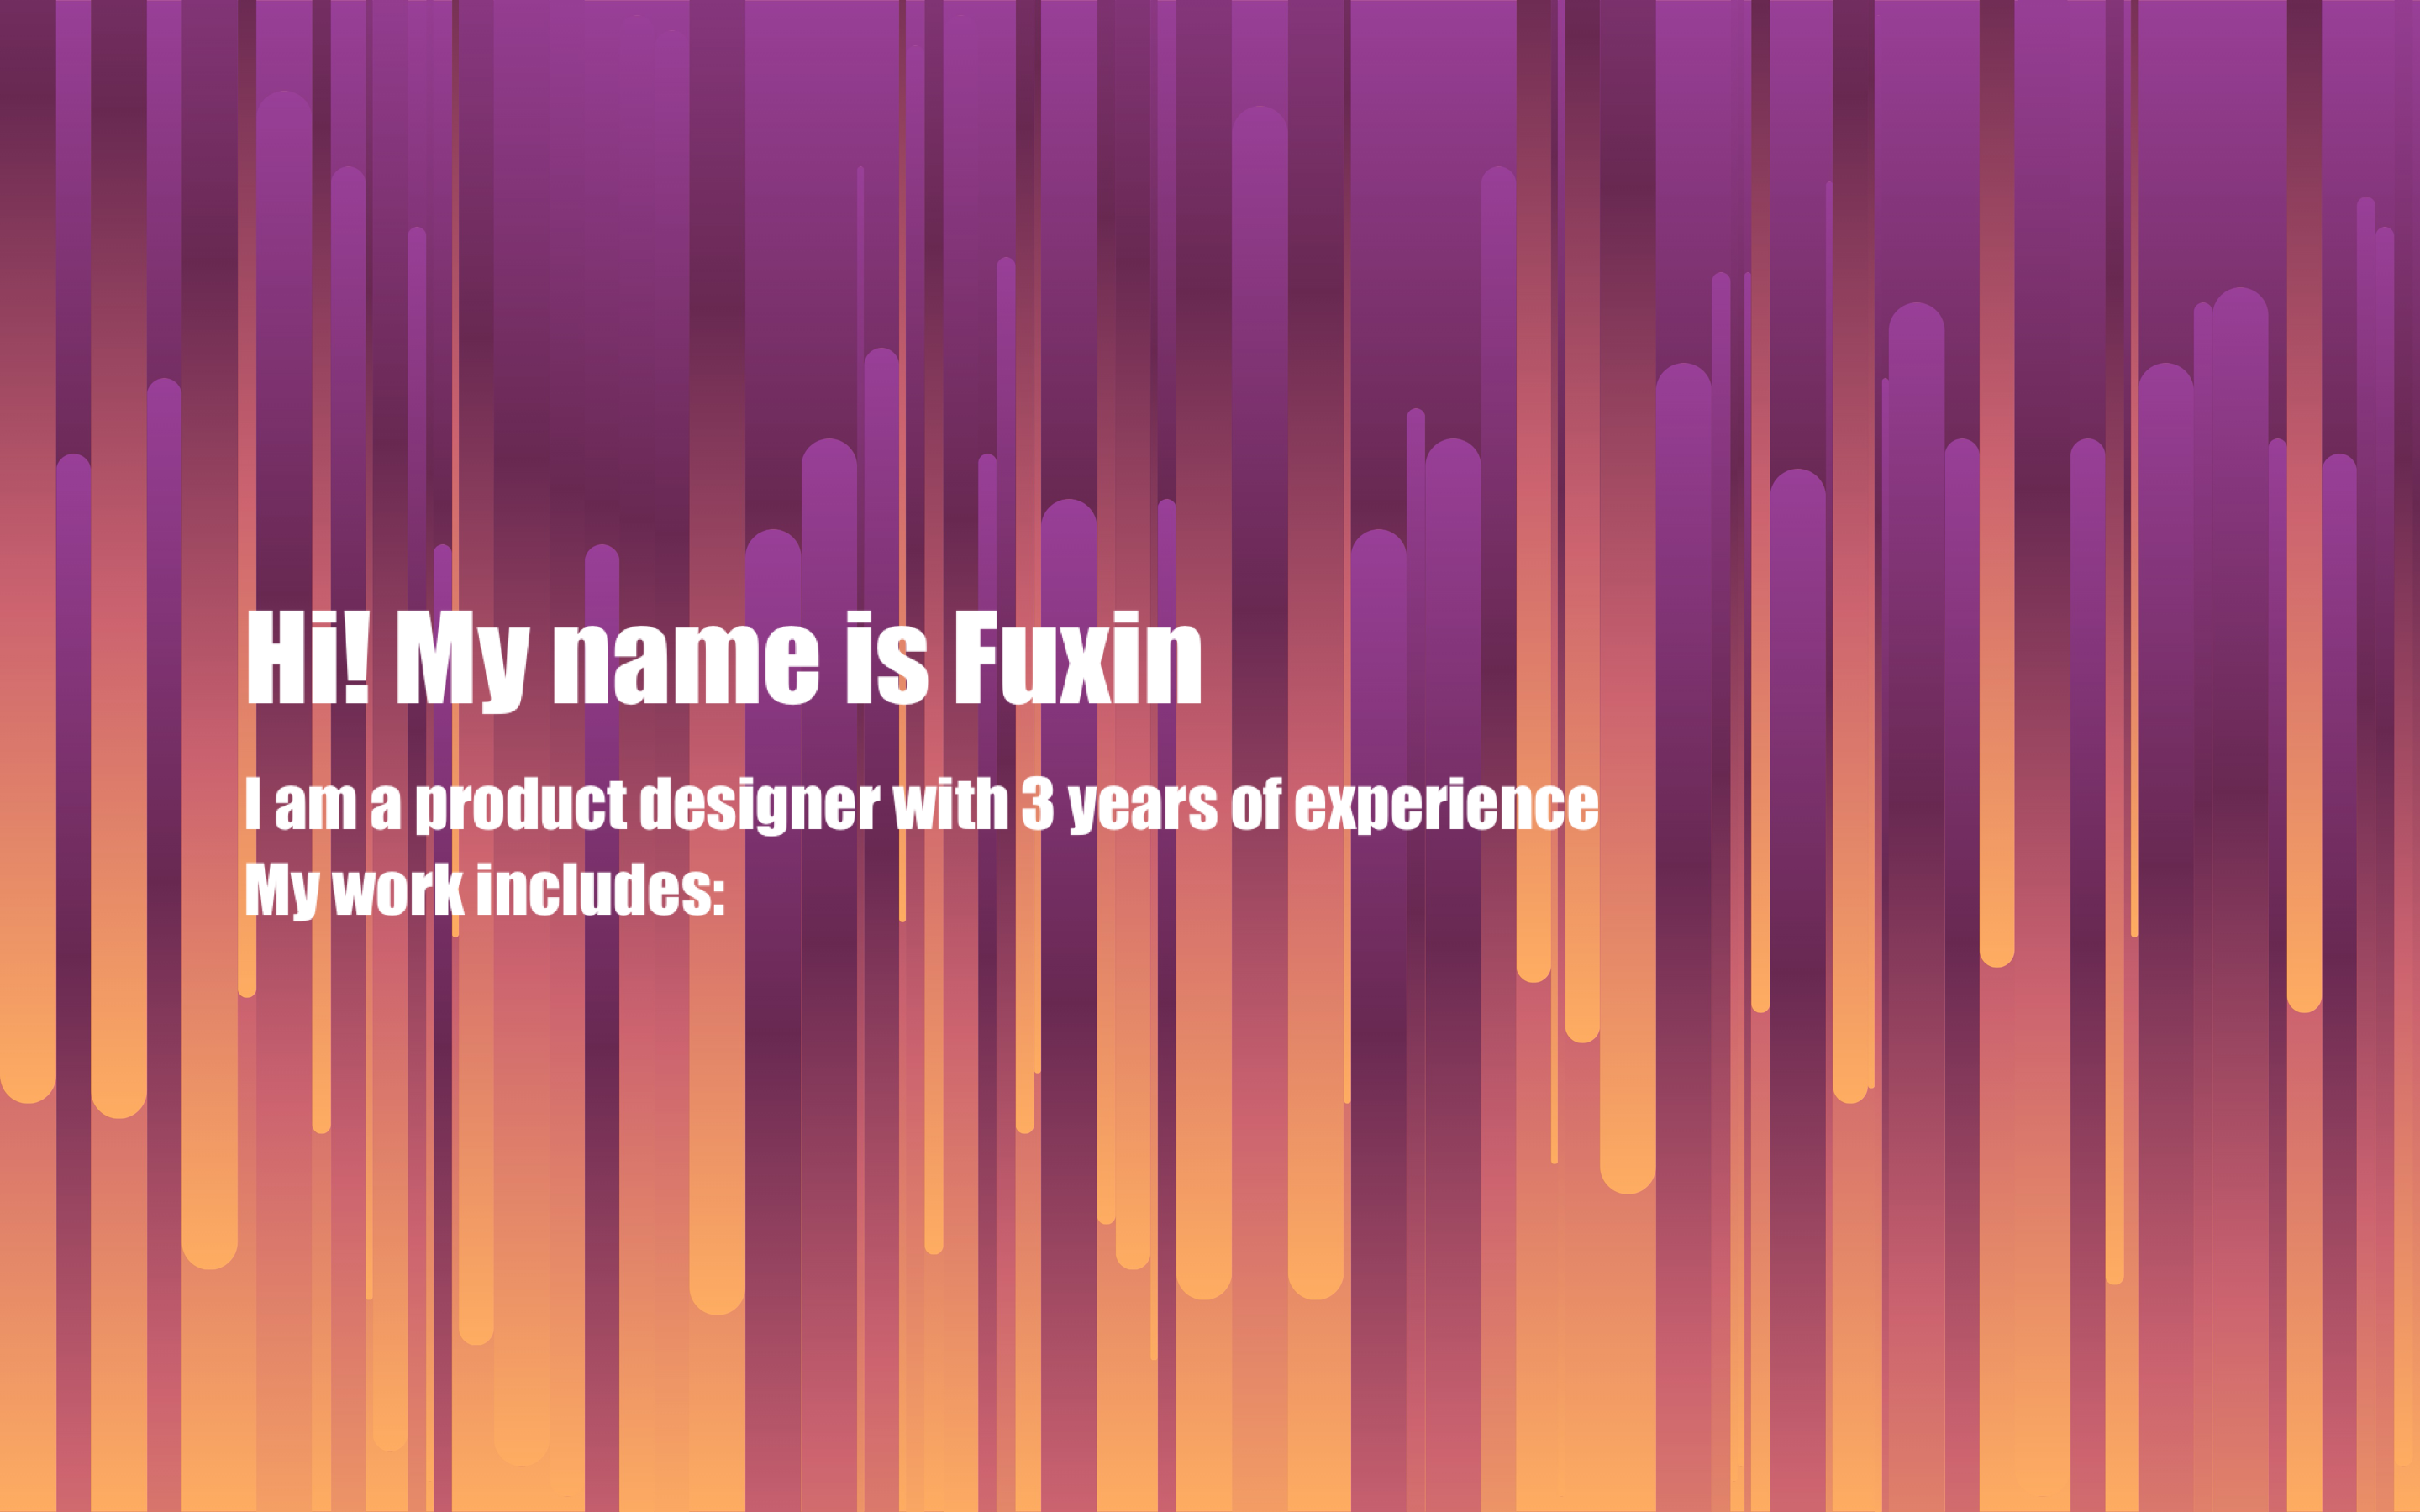 Hi! My name is Fuxin
I am a product designer with 3 years of experience
My work includes: